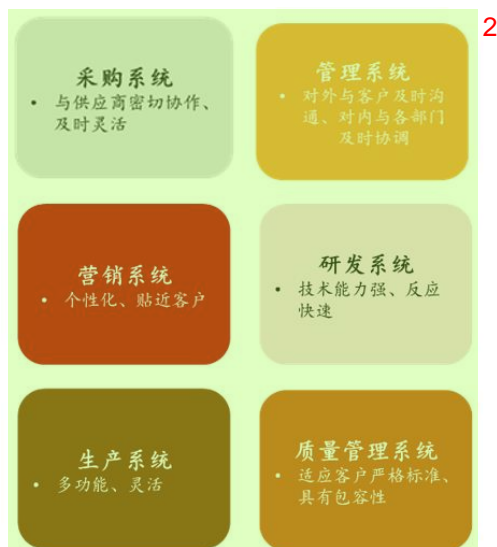 采购系统
• 与供应商密切协作、
及时灵活
管理系统
• 对外与客户及时沟
通、对内与各部门
及时协调
2
营销系统
• 个性化、贴近客户
研发系统
• 技术能力强、反应
快速
生产系统
• 多功能、灵活
质量管理系统
• 适应客户严格标准、
具有包容性